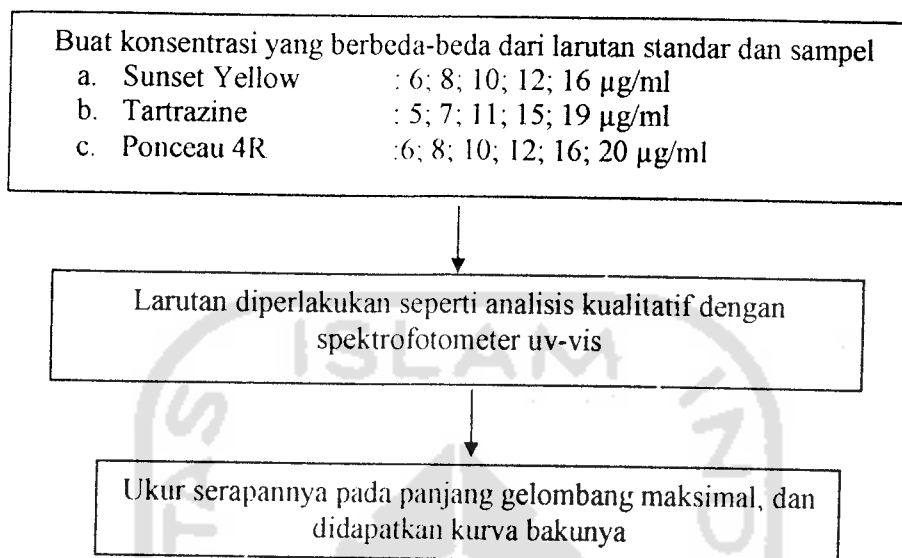 Buat konsentrasi yang berbeda-beda dari larutan standar dan sampel
a. Sunset Yellow : 6; 8; 10; 12; 16 µg/ml
b. Tartrazine : 5; 7; 11; 15; 19 µg/ml
c. Ponceau 4R :6; 8; 10; 12; 16; 20 µg/ml
Larutan diperlakukan seperti analisis kualitatif dengan
spektrofotometer uv-vis
ISLAM
Ukur serapannya pada panjang gelombang maksimal, dan
didapatkan kurva bakunya